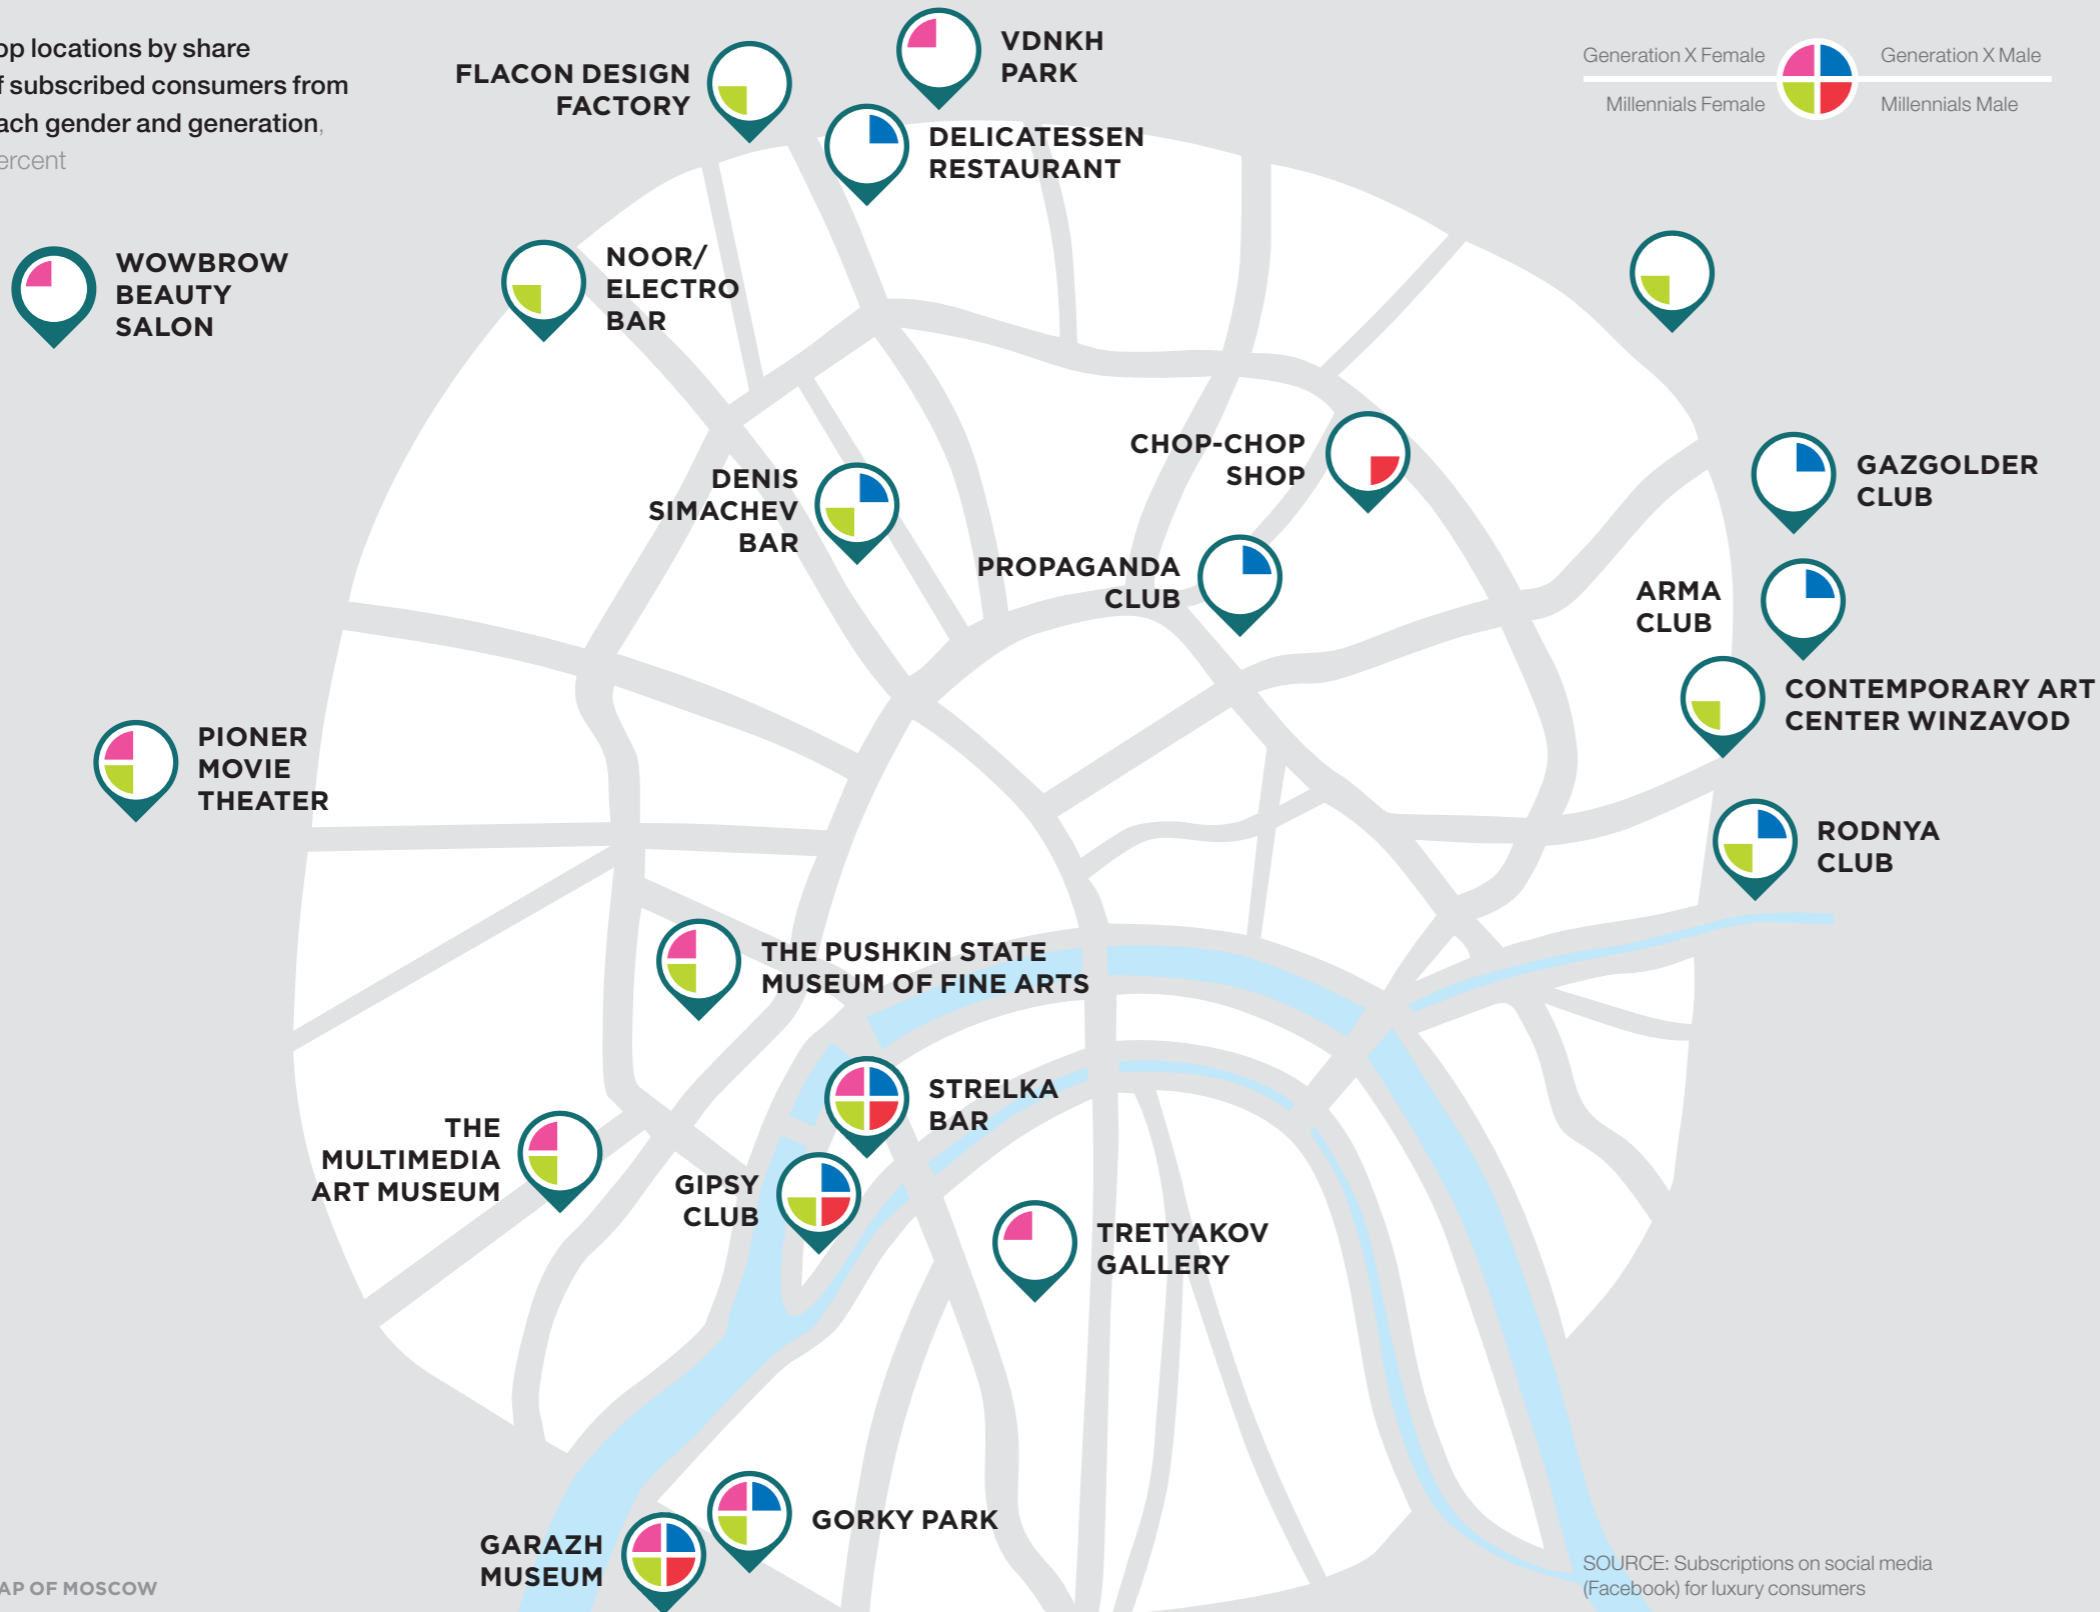 op locations by share
f subscribed consumers from
ach gender and generation,
ercent
FLACON DESIGN
FACTORY
VDNKH
PARK
DELICATESSEN
RESTAURANT
Generation X Female
Generation X Male
Millennials Female
Millennials Male
WOWBROW
BEAUTY
SALON
NOOR/
ELECTRO
BAR
CHOP-CHOP
SHOP
GAZGOLDER
CLUB
DENIS
SIMACHEV
BAR
PROPAGANDA
CLUB
ARMA
CLUB
CONTEMPORARY ART
CENTER WINZAVOD
PIONER
MOVIE
THEATER
RODNYA
CLUB
THE PUSHKIN STATE
MUSEUM OF FINE ARTS
STRELKA
BAR
THE
MULTIMEDIA
ART MUSEUM
GIPSY
CLUB
TRETYAKOV
GALLERY
GORKY PARK
GARAZH
MUSEUM
AP OF MOSCOW
SOURCE: Subscriptions on social media
(Facebook) for luxury consumers